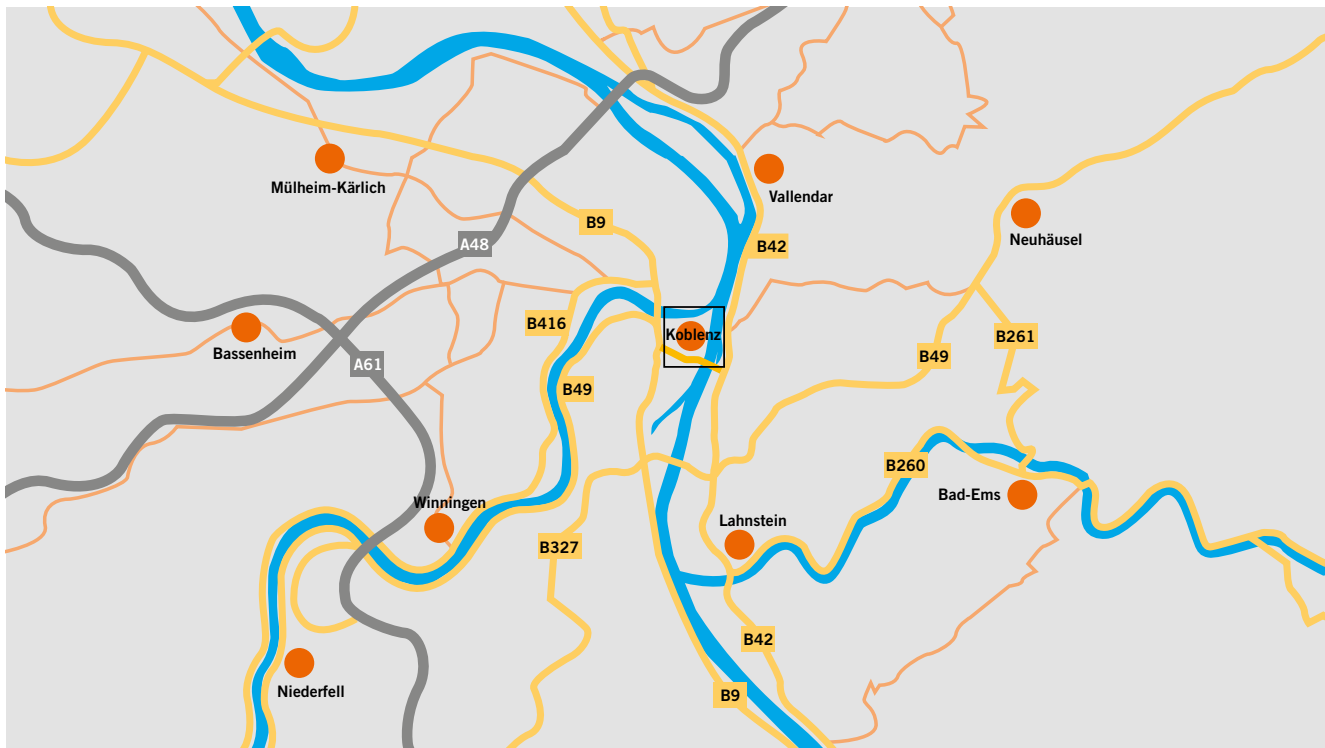 Mülheim-Kärlich
Vallendar
B9
Neuhäusel
A48
B42
B416
Koblenz
B261
Bassenheim
B49
A61
B49
B260
Bad-Ems
Winningen
Lahnstein
B327
B42
Niederfell
B9